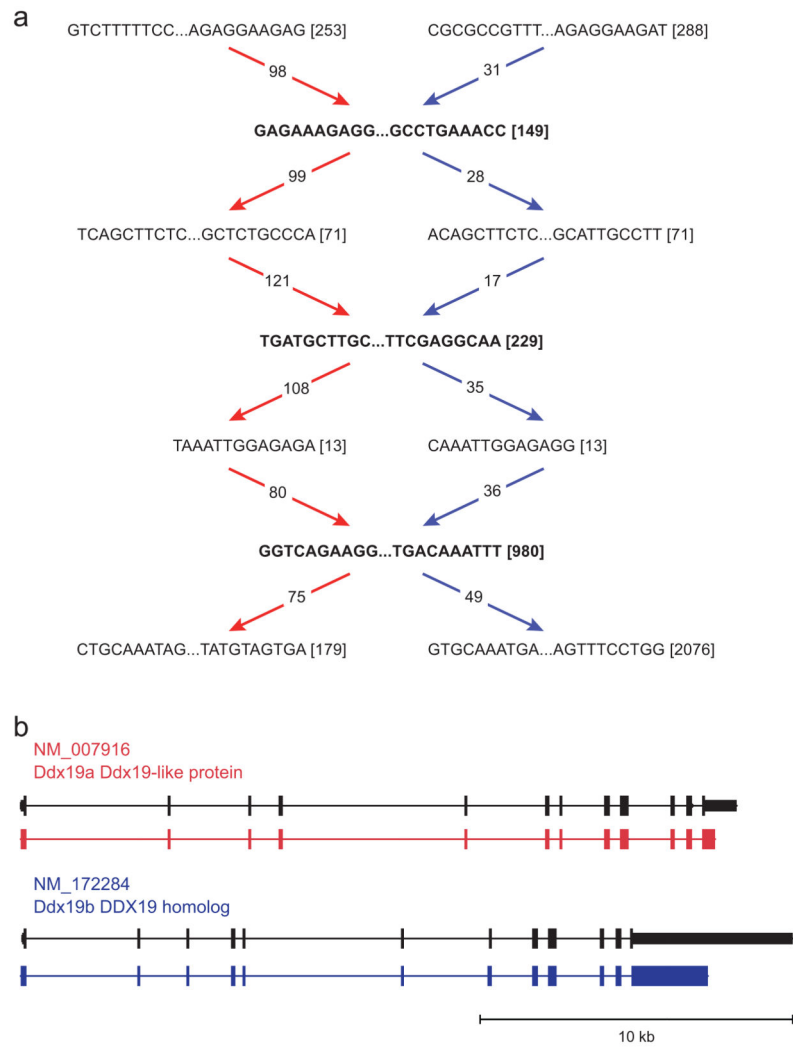 a
GTCTTTTTCC...AGAGGAAGAG [253] CGCGCCGTTT...AGAGGAAGAT [288]
98 31
GAGAAAGAGG...GCCTGAAACC [149]
99 28
TCAGCTTCTC...GCTCTGCCCA [71] ACAGCTTCTC...GCATTGCCTT [71]
121 17
TGATGCTTGC...TTCGAGGCAA [229]
108 35
TAAATTGGAGAGA [13] CAAATTGGAGAGG [13]
80 36
GGTCAGAAGG...TGACAAATTT [980]
75 49
CTGCAAATAG...TATGTAGTGA [179] GTGCAAATGA...AGTTTCCTGG [2076]
b
NM_007916
Ddx19a Ddx19-like protein
NM_172284
Ddx19b DDX19 homolog
10 kb